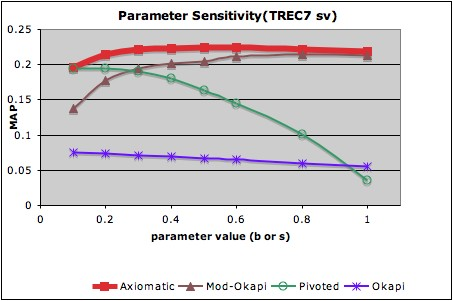 Parameter Sensitivity(TREC7 sv)
0.25
0.2
0.15
0.1
0.05
0
MAP
0 0.2 0.4 0.6 0.8 1
parameter value (b or s)
Axiomatic Mod-Okapi Pivoted Okapi